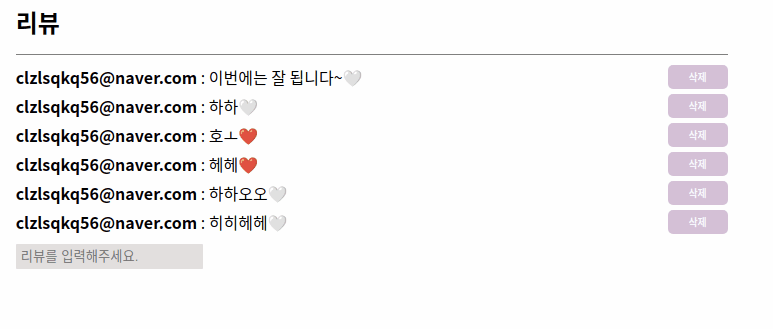 리뷰
clzlsqkq56@naver.com : 이번에는 잘 됩니다~🤍 삭제
clzlsqkq56@naver.com : 하하🤍 삭제
clzlsqkq56@naver.com : 호ㅗ❤️ 삭제
clzlsqkq56@naver.com : 헤헤❤️ 삭제
clzlsqkq56@naver.com : 하하오오🤍 삭제
clzlsqkq56@naver.com : 히히헤헤🤍 삭제
리뷰를 입력해주세요.